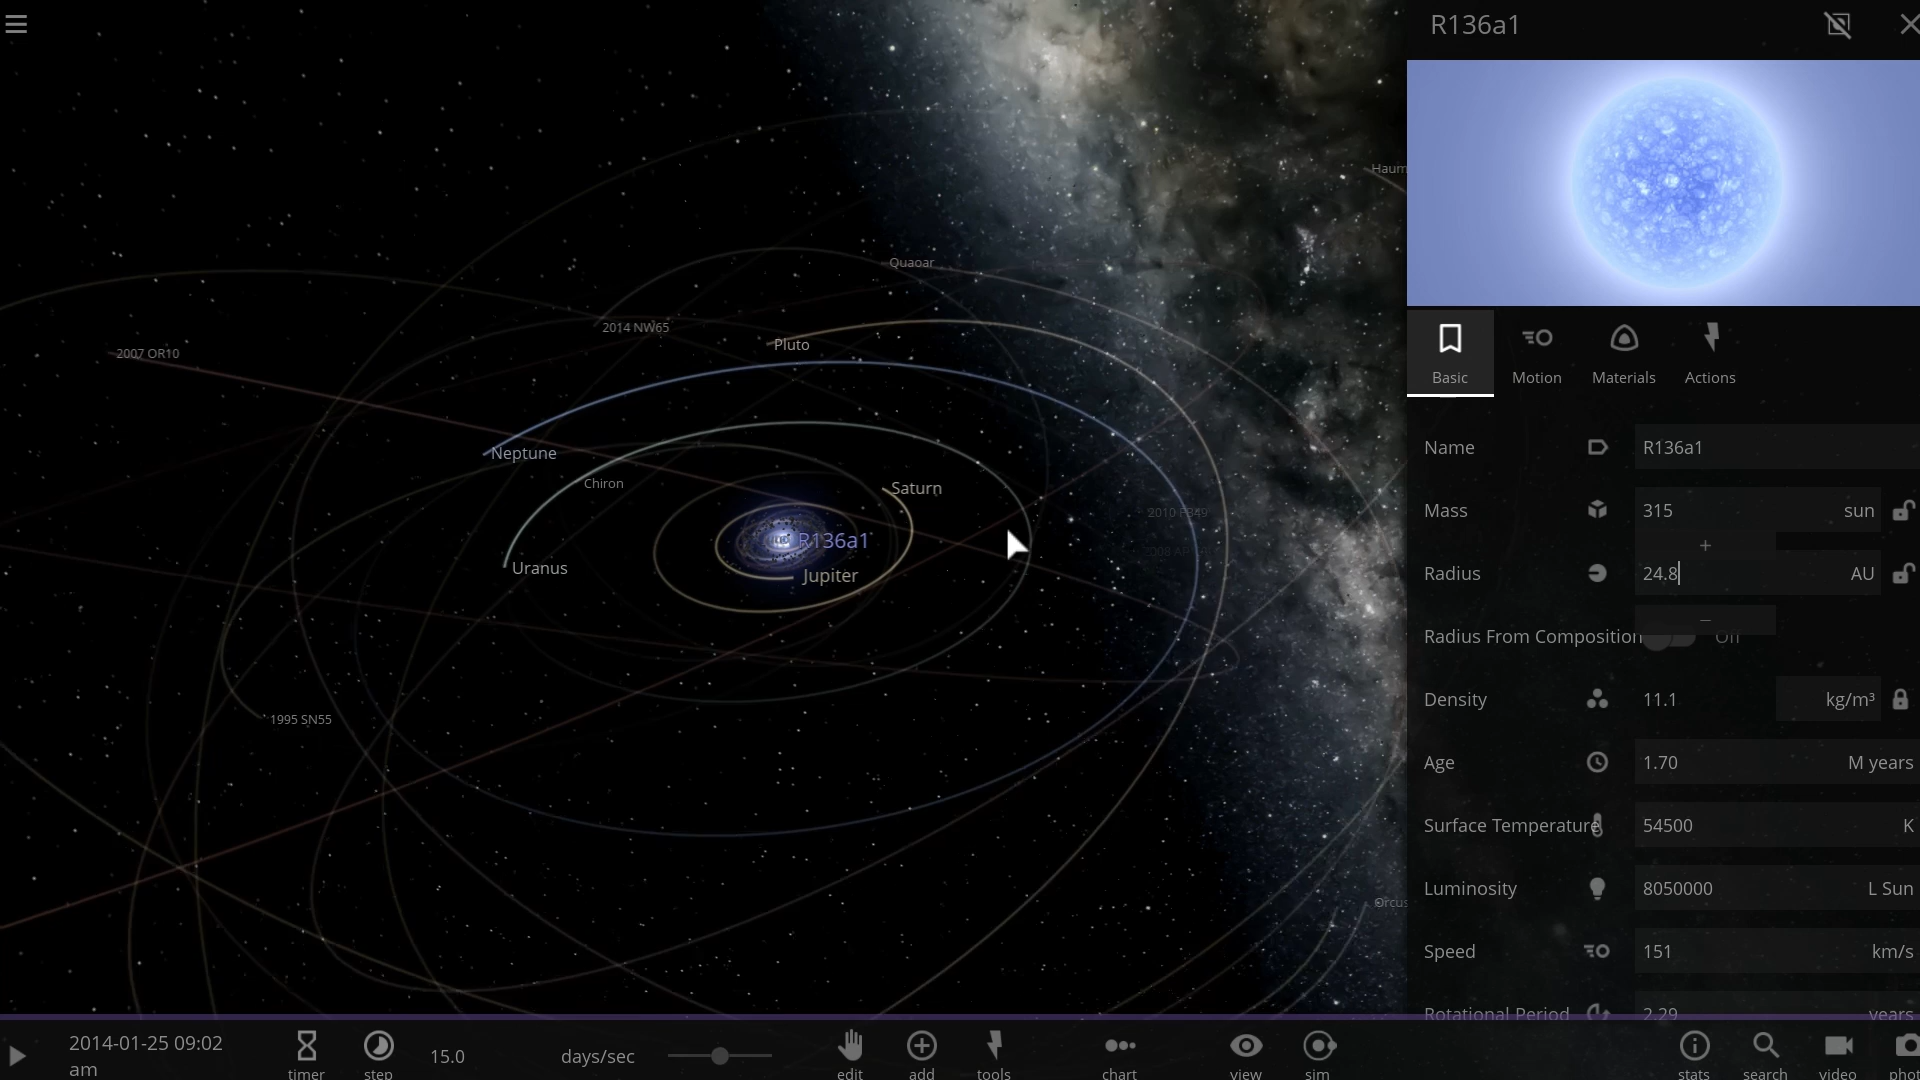 R136a1
Haum
Quaoar
2014 NW65
Pluto
2007 OR10
Neptune
Chiron
Saturn
R136a1
Uranus
Jupiter
1995 SN55
Orcus
Basic
Motion
Materials
Actions
Name R136a1
Mass 315 sun
+
Radius 24.8 AU
−
Radius From Composition Off
Density 11.1 kg/m³
Age 1.70 M years
Surface Temperature 54500 K
Luminosity 8050000 L Sun
Speed 151 km/s
Rotational Period 2.29 years
2014-01-25 09:02
am
timer
step
15.0 days/sec
edit
add
tools
chart
view
sim
stats
search
video
phot